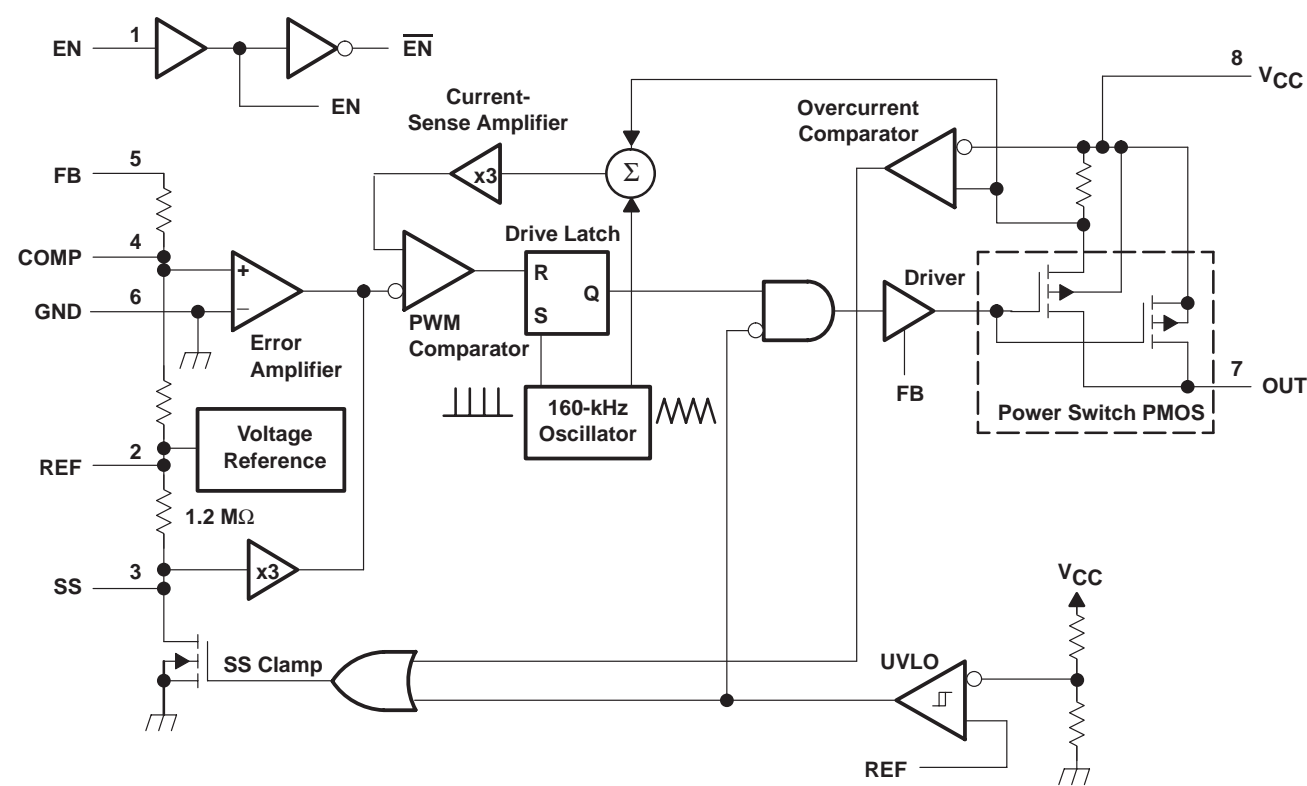 EN
1
EN
EN
8
VCC
Current-
Sense Amplifier
Overcurrent
Comparator
5
FB
x3
Σ
4
COMP
Drive Latch
+
R
Q
S
Driver
6
GND
–
PWM
Comparator
Error
Amplifier
FB
7
OUT
160-kHz
Oscillator
Power Switch PMOS
Voltage
Reference
2
REF
1.2 MΩ
3
SS
x3
VCC
SS Clamp
UVLO
REF